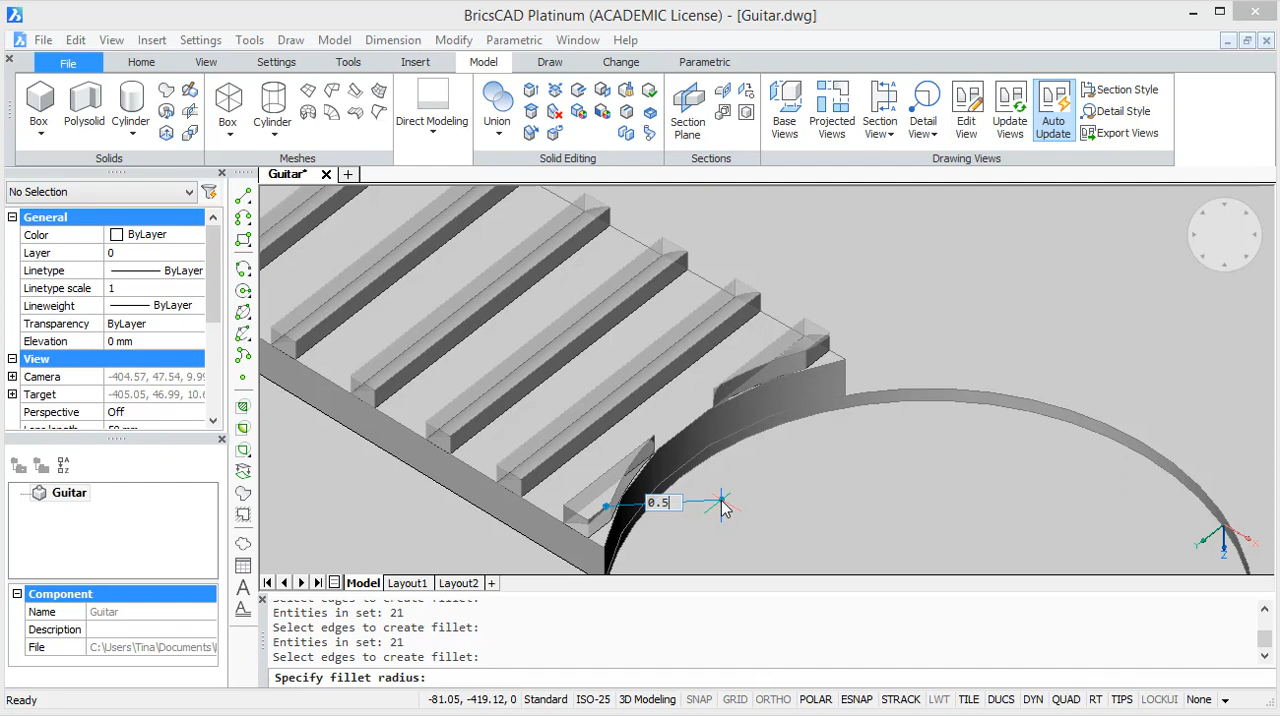 BricsCAD Platinum (ACADEMIC License) - [Guitar.dwg]
File Edit View Insert Settings Tools Draw Model Dimension Modify Parametric Window Help
File Home View Settings Tools Insert Model Draw Change Parametric
Box Polysolid Cylinder Box Cylinder Direct Modeling Union Section Plane Base Views Projected Views Section View Detail View Edit View Update Views Auto Update
Section Style
Detail Style
Export Views
Solids Meshes Solid Editing Sections Drawing Views
Guitar*
No Selection
General
Color ByLayer
Layer 0
Linetype ByLayer
Linetype scale 1
Lineweight ByLayer
Transparency ByLayer
Elevation 0 mm
View
Camera -404.57, 47.54, 9.99
Target -405.05, 46.99, 10.6
Perspective Off
Guitar
Component
Name Guitar
Description
File C:\Users\Tina\Documents\
0.5
Y X
Z
Model Layout1 Layout2
Select edges to create fillet:
Entities in set: 21
Select edges to create fillet:
Entities in set: 21
Select edges to create fillet:
Specify fillet radius:
Ready -81.05, -419.12, 0 Standard ISO-25 3D Modeling SNAP GRID ORTHO POLAR ESNAP STRACK LWT TILE DUCS DYN QUAD RT TIPS LOCKUI None